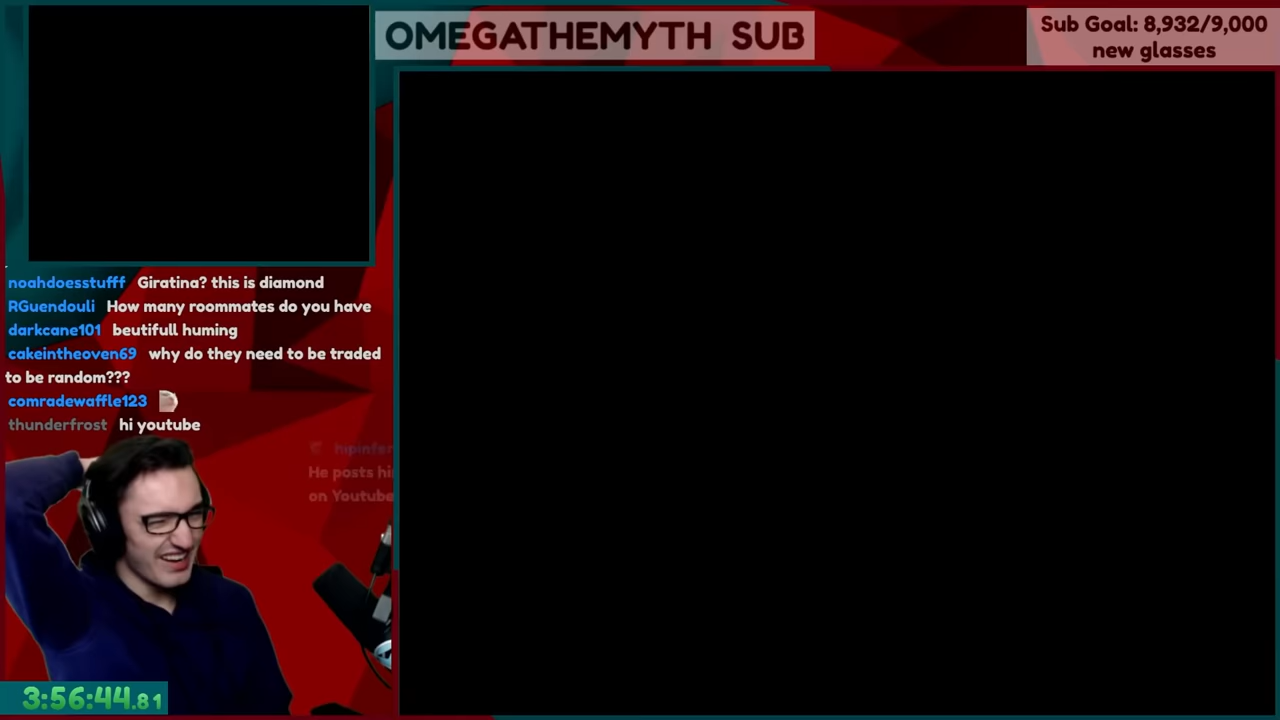 OMEGATHEMYTH SUB
Sub Goal: 8,932/9,000
new glasses
noahdoesstufff Giratina? this is diamond
RGuendouli How many roommates do you have
darkcane101 beutifull huming
cakeintheoven69 why do they need to be traded
to be random???
comradewaffle123
thunderfrost hi youtube
He posts
on Youtube
3:56:44.81